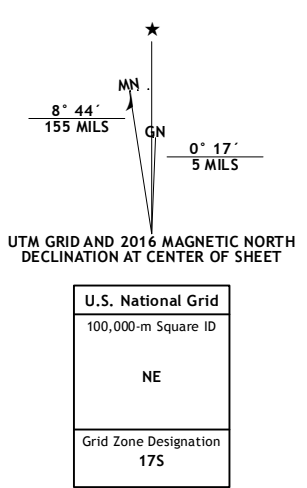 ★
MN
8° 44´
155 MILS
GN
0° 17´
5 MILS
UTM GRID AND 2016 MAGNETIC NORTH
DECLINATION AT CENTER OF SHEET
U.S. National Grid
100,000-m Square ID
NE
Grid Zone Designation
17S